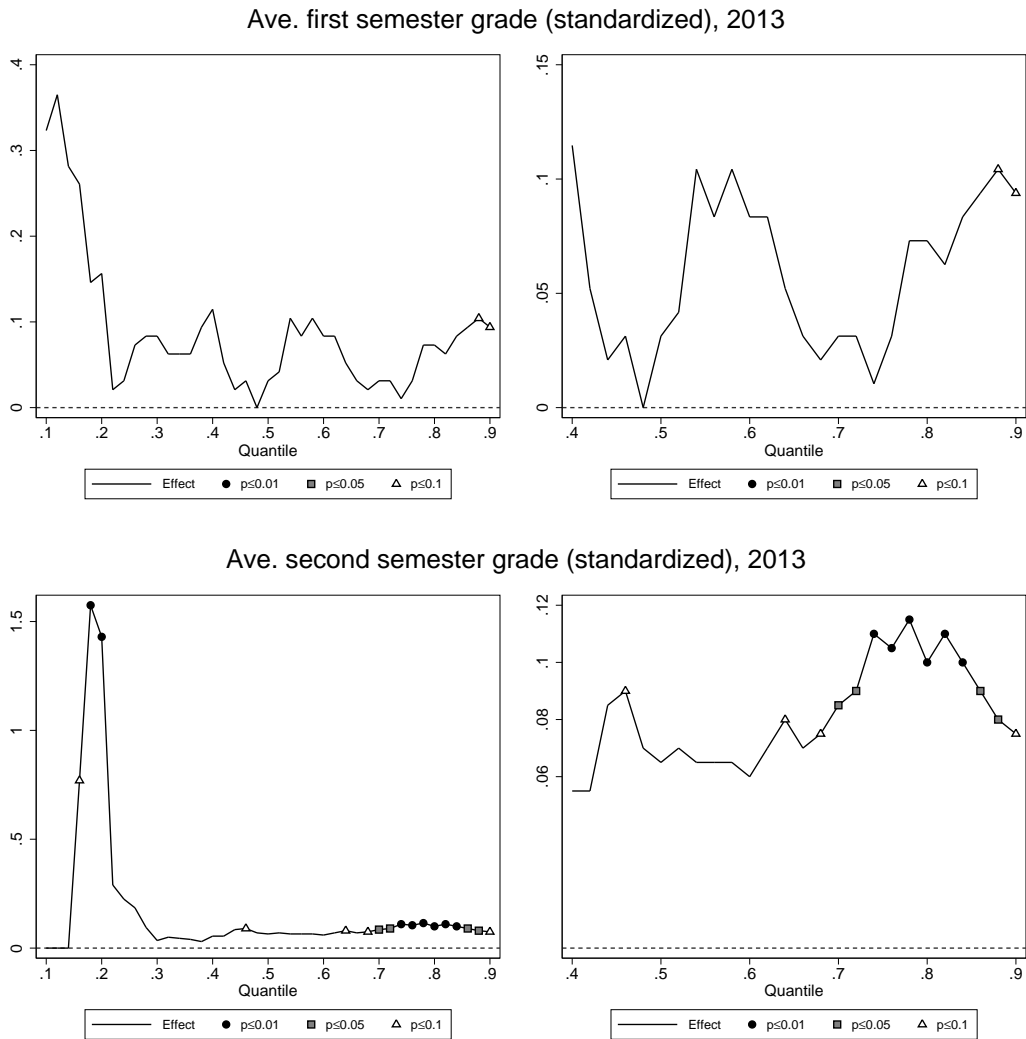 Ave. first semester grade (standardized), 2013
0 .1 .2 .3 .4
.1 .2 .3 .4 .5 .6 .7 .8 .9
Quantile
Effect p≤0.01 p≤0.05 p≤0.1
0 .05 .1 .15
.4 .5 .6 .7 .8 .9
Quantile
Effect p≤0.01 p≤0.05 p≤0.1
Ave. second semester grade (standardized), 2013
0 .5 1 1.5
.1 .2 .3 .4 .5 .6 .7 .8 .9
Quantile
Effect p≤0.01 p≤0.05 p≤0.1
.06 .08 .1 .12
.4 .5 .6 .7 .8 .9
Quantile
Effect p≤0.01 p≤0.05 p≤0.1